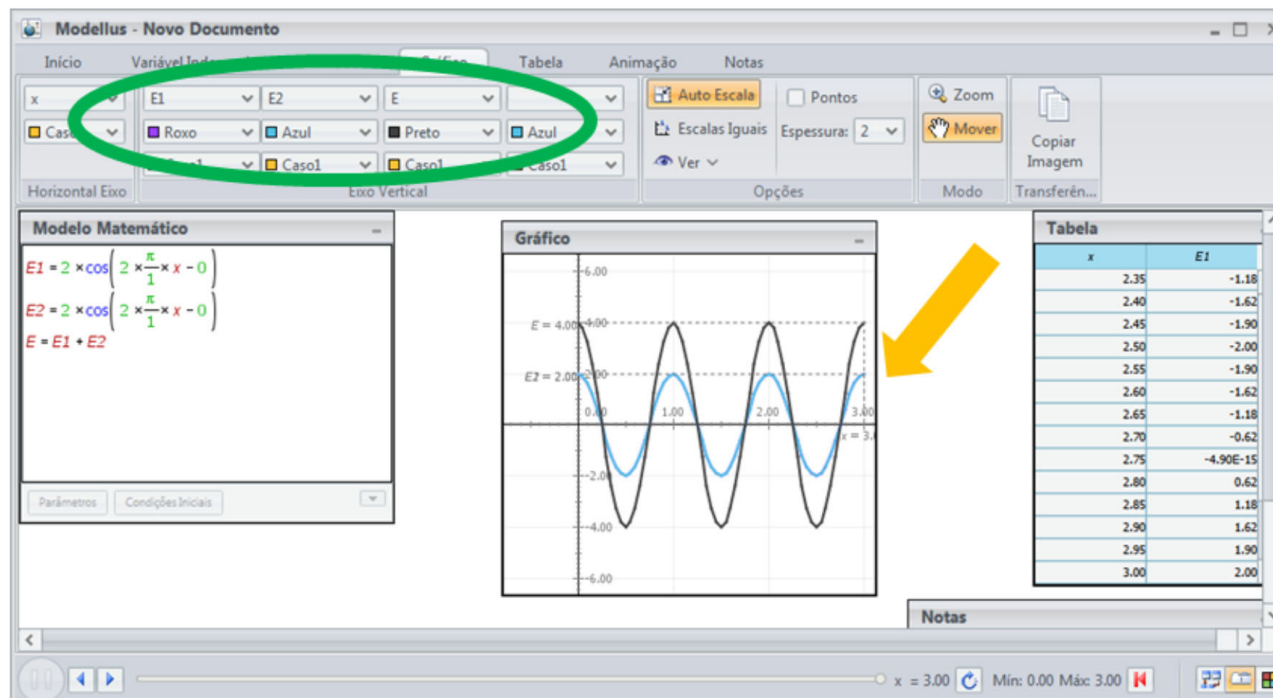 Modellus - Novo Documento
Início Tabela Animação Notas
x E1 E2 E Auto Escala Pontos Zoom
Roxo Azul Preto Azul Escalas Iguais Espessura: 2 Mover
Caso1 Ver
Copiar Imagem
Horizontal Eixo Eixo Vertical Opções Modo Transferên...
Modelo Matemático
E1 = 2 × cos( 2 × π/1 × x - 0 )
E2 = 2 × cos( 2 × π/1 × x - 0 )
E = E1 + E2
Parâmetros Condições Iniciais
Gráfico
6.00
E = 4.00 4.00
E2 = 2.00 2.00
0.00 1.00 2.00 3.00
-2.00
-4.00
-6.00
Tabela
x E1
2.35 -1.18
2.40 -1.62
2.45 -1.90
2.50 -2.00
2.55 -1.90
2.60 -1.62
2.65 -1.18
2.70 -0.62
2.75 -4.90E-15
2.80 0.62
2.85 1.18
2.90 1.62
2.95 1.90
3.00 2.00
Notas
x = 3.00 Mín: 0.00 Máx: 3.00